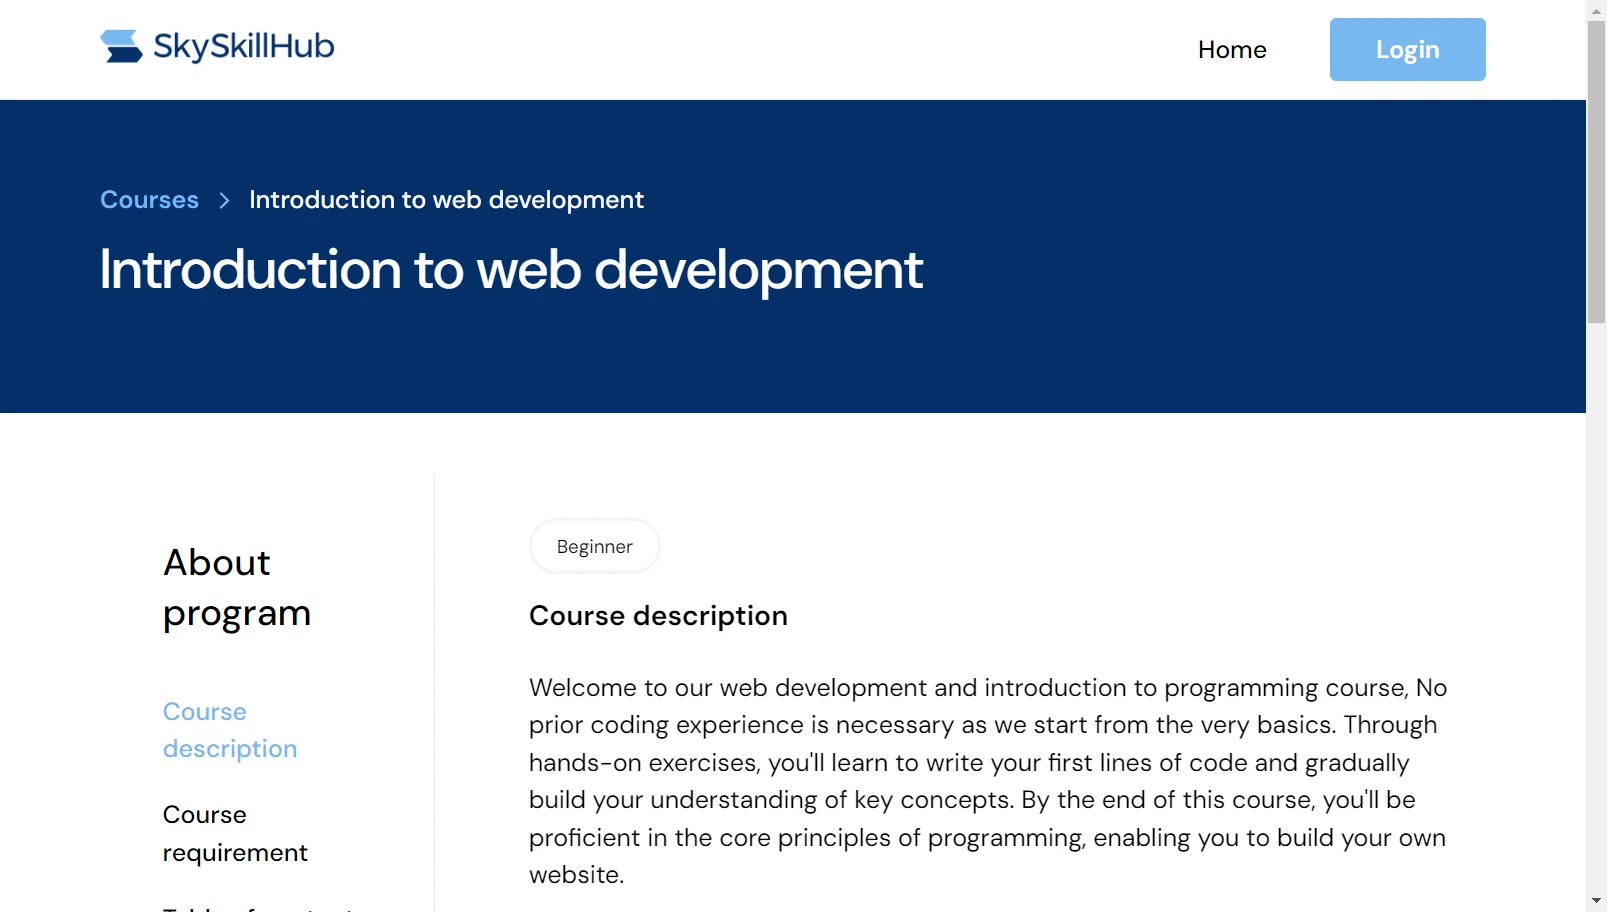 SkySkillHub
Home
Login
Courses > Introduction to web development
Introduction to web development
About
program
Course
description
Course
requirement
Beginner
Course description
Welcome to our web development and introduction to programming course, No
prior coding experience is necessary as we start from the very basics. Through
hands-on exercises, you'll learn to write your first lines of code and gradually
build your understanding of key concepts. By the end of this course, you'll be
proficient in the core principles of programming, enabling you to build your own
website.